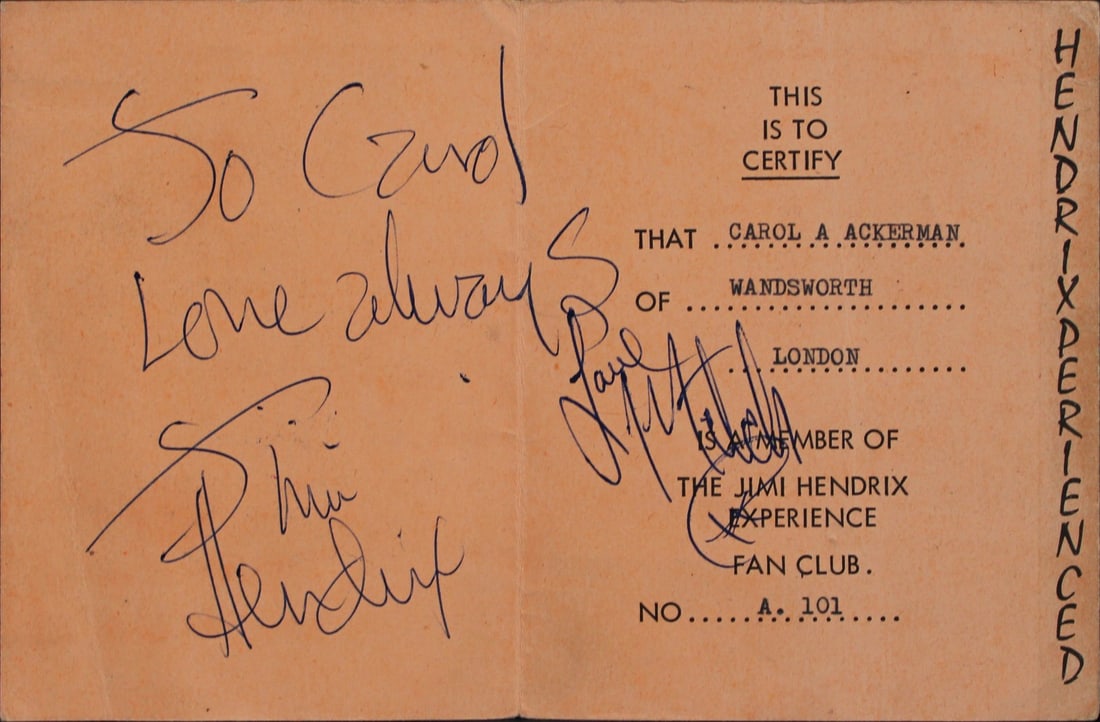 To Carol
Love always
Jimi
Hendrix
THIS
IS TO
CERTIFY
THAT ..CAROL A ACKERMAN..
OF ....WANDSWORTH....
....LONDON....
Love
Mitch
IS A MEMBER OF
THE JIMI HENDRIX
EXPERIENCE
FAN CLUB.
NO.....A. 101.....
HENDRIXPERIENCED